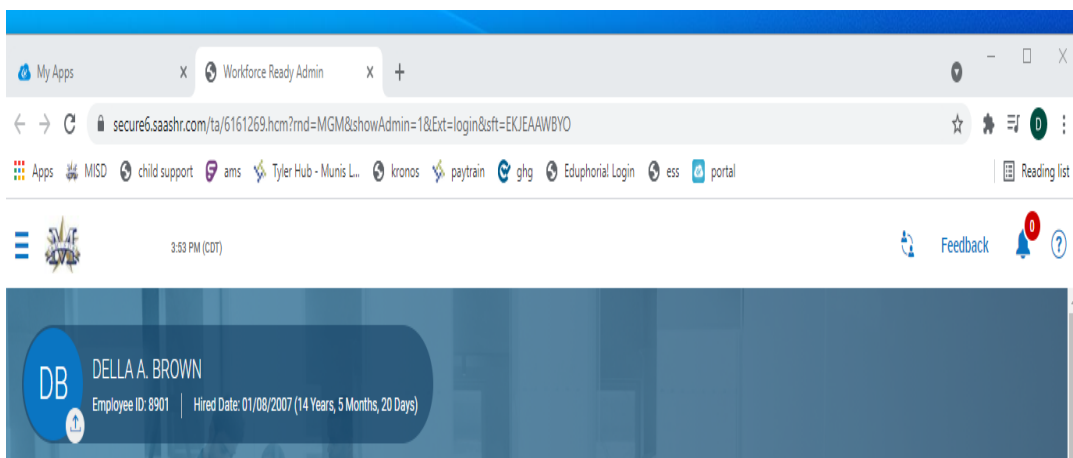 My Apps
Workforce Ready Admin
secure6.saashr.com/ta/6161269.hcm?rnd=MGM&showAdmin=1&Ext=login&sft=EKJEAAWBYO
D
Apps MISD child support ams Tyler Hub - Munis L... kronos paytrain ghg Eduphoria! Login ess portal Reading list
3:53 PM (CDT) Feedback 0 ?
DB
DELLA A. BROWN
Employee ID: 8901 | Hired Date: 01/08/2007 (14 Years, 5 Months, 20 Days)